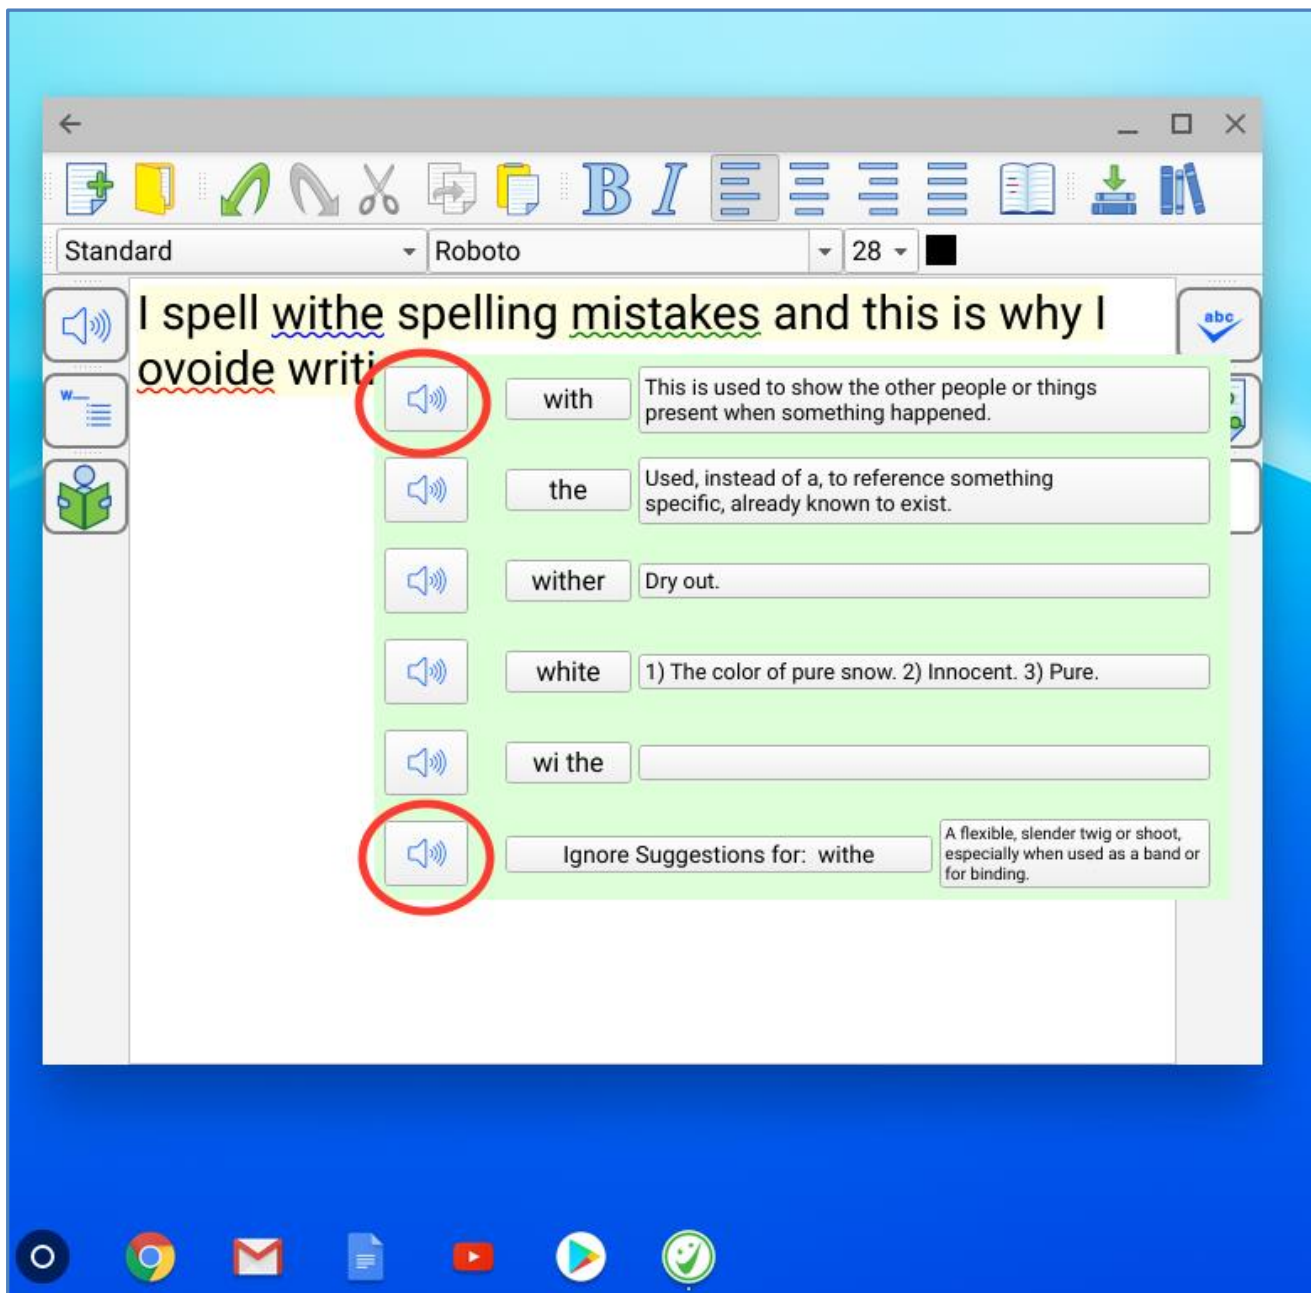 Standard Roboto 28
I spell withe spelling mistakes and this is why I
ovoide writi
abc
W
with This is used to show the other people or things
present when something happened.
the Used, instead of a, to reference something
specific, already known to exist.
wither Dry out.
white 1) The color of pure snow. 2) Innocent. 3) Pure.
wi the
Ignore Suggestions for: withe
A flexible, slender twig or shoot,
especially when used as a band or
for binding.